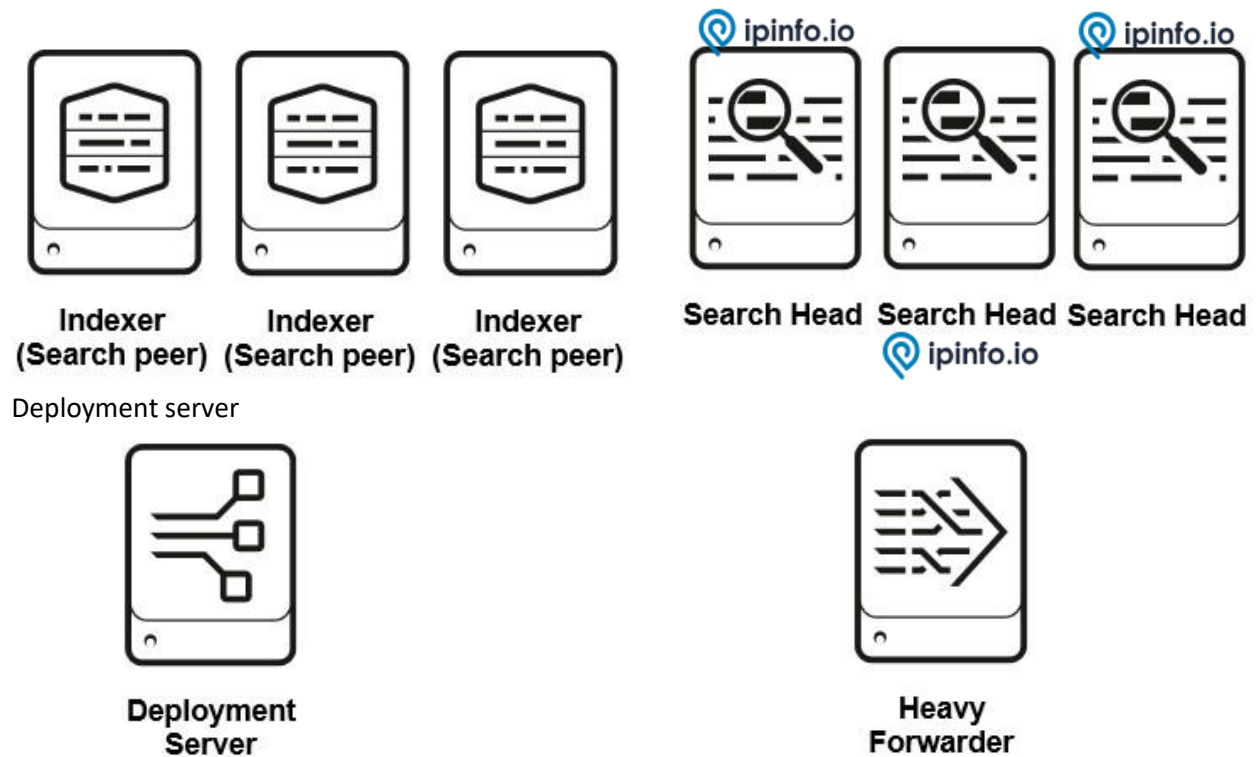 ipinfo.io
ipinfo.io
Indexer
(Search peer)
Indexer
(Search peer)
Indexer
(Search peer)
Search Head
Search Head
Search Head
ipinfo.io
Deployment server
Deployment
Server
Heavy
Forwarder